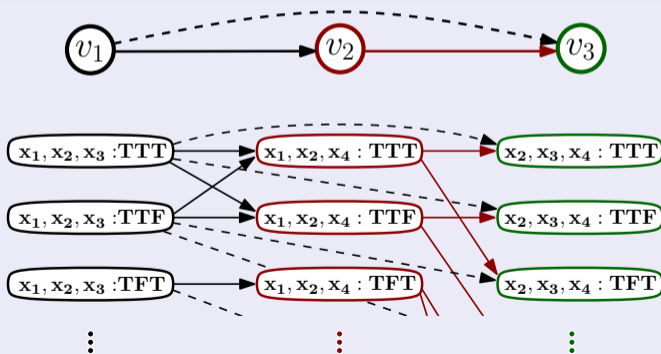 v₁ v₂ v₃
x₁, x₂, x₃ :TTT x₁, x₂, x₄ : TTT x₂, x₃, x₄ : TTT
x₁, x₂, x₃ :TTF x₁, x₂, x₄ : TTF x₂, x₃, x₄ : TTF
x₁, x₂, x₃ :TFT x₁, x₂, x₄ : TFT x₂, x₃, x₄ : TFT